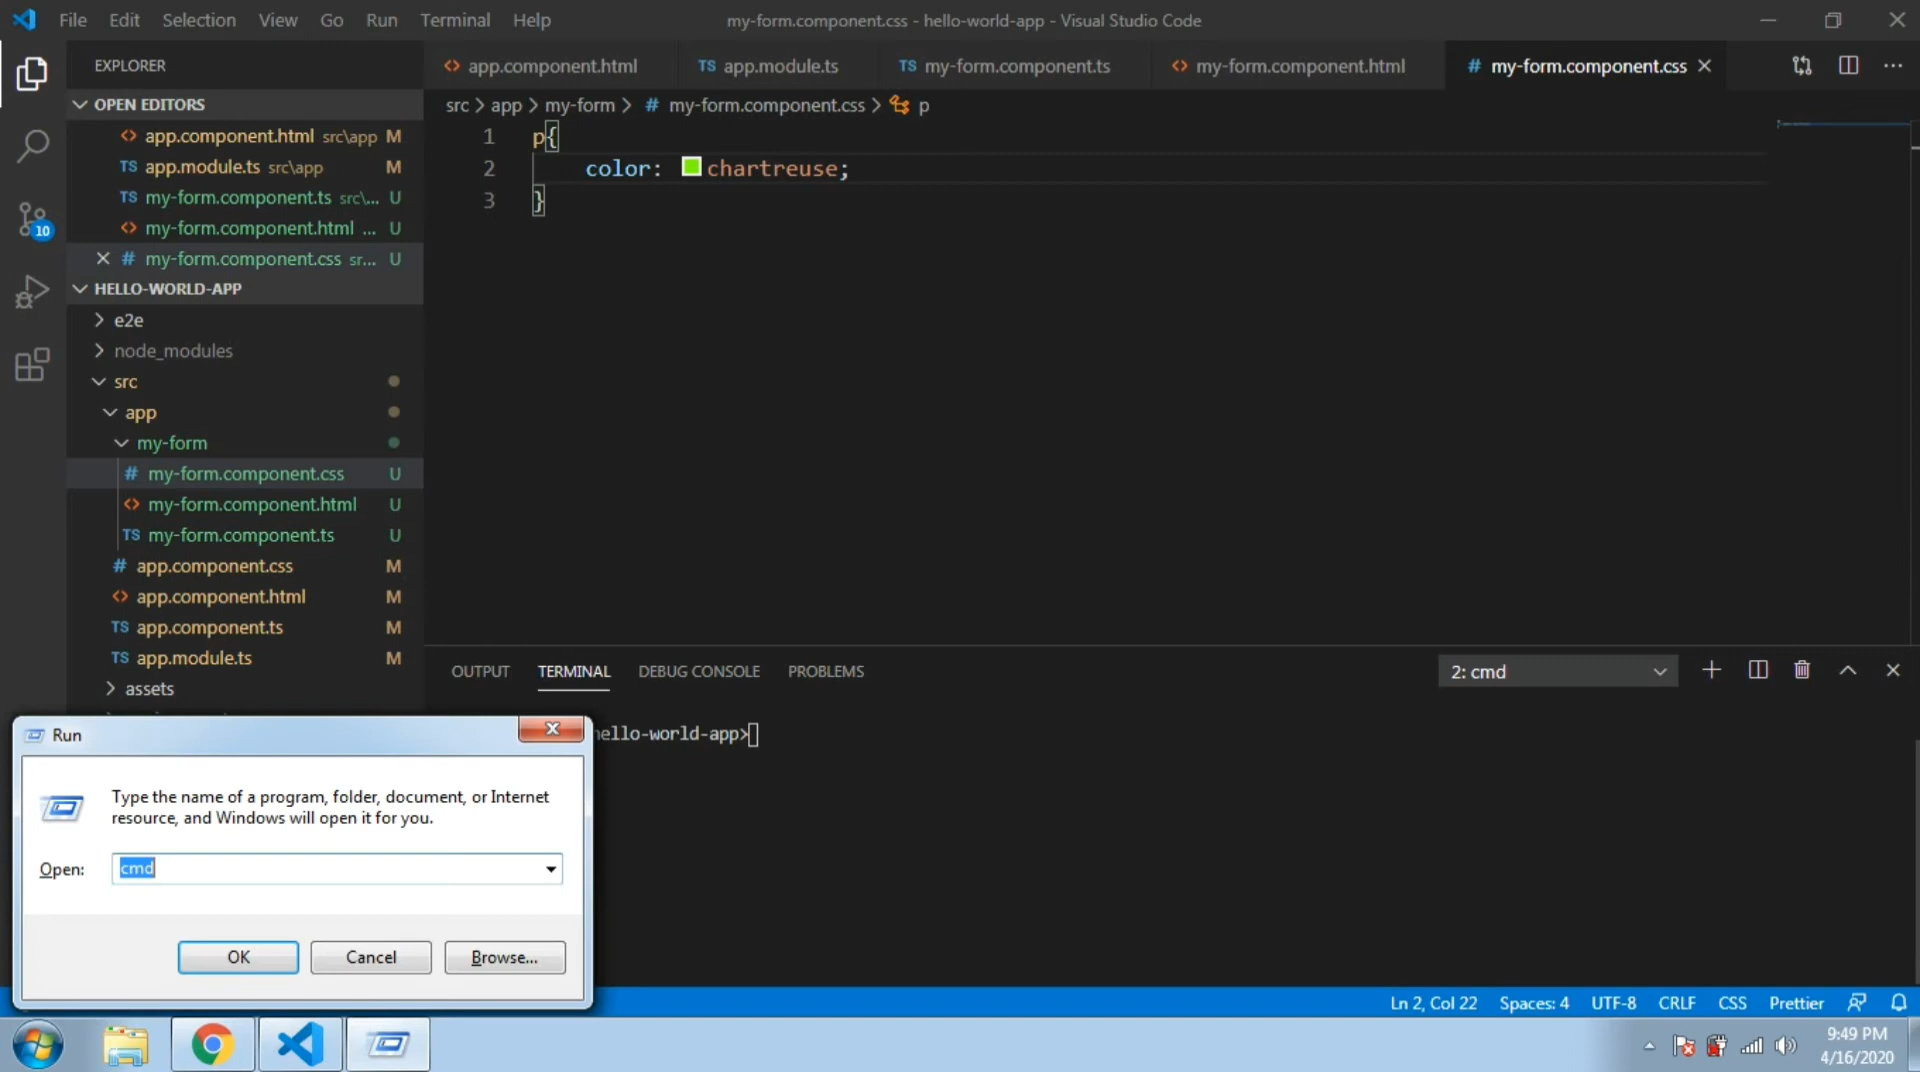 File Edit Selection View Go Run Terminal Help
my-form.component.css - hello-world-app - Visual Studio Code
EXPLORER
OPEN EDITORS
app.component.html src\app M
app.module.ts src\app M
my-form.component.ts src\... U
my-form.component.html ... U
# my-form.component.css sr... U
10
HELLO-WORLD-APP
e2e
node_modules
src
app
my-form
# my-form.component.css U
<> my-form.component.html U
TS my-form.component.ts U
# app.component.css M
<> app.component.html M
TS app.component.ts M
TS app.module.ts M
assets
<> app.component.html TS app.module.ts TS my-form.component.ts <> my-form.component.html # my-form.component.css
src > app > my-form > # my-form.component.css > p
1 p{
2 color: chartreuse;
3 }
OUTPUT TERMINAL DEBUG CONSOLE PROBLEMS
2: cmd
hello-world-app>
Run
Type the name of a program, folder, document, or Internet
resource, and Windows will open it for you.
Open: cmd
OK Cancel Browse...
Ln 2, Col 22 Spaces: 4 UTF-8 CRLF CSS Prettier
9:49 PM
4/16/2020